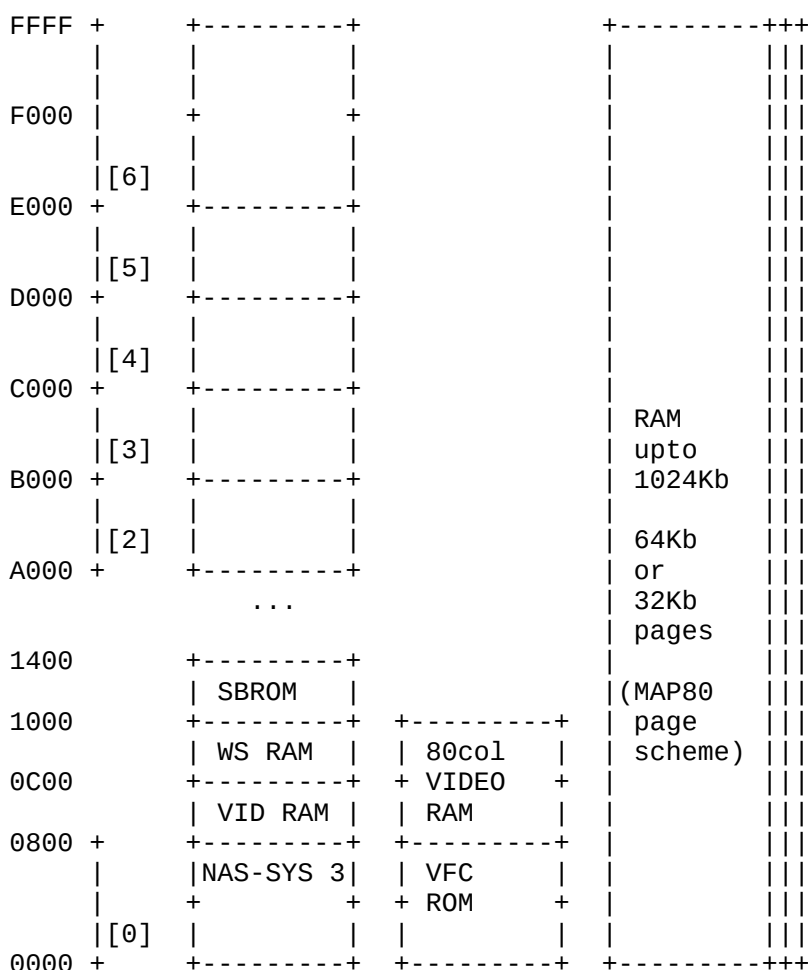 FFFF +      +---------+                +---------+++
     |      |         |                |         |||
     |      |         |                |         |||
F000 |      +         +                |         |||
     |      |         |                |         |||
     |[6]   |         |                |         |||
E000 +      +---------+                |         |||
     |      |         |                |         |||
     |[5]   |         |                |         |||
D000 +      +---------+                |         |||
     |      |         |                |         |||
     |[4]   |         |                |         |||
C000 +      +---------+                |         |||
     |      |         |                | RAM     |||
     |[3]   |         |                | upto    |||
B000 +      +---------+                | 1024Kb  |||
     |      |         |                |         |||
     |[2]   |         |                | 64Kb    |||
A000 +      +---------+                | or      |||
                ...                    | 32Kb    |||
                                       | pages   |||
1400        +---------+                |         |||
            | SBROM   |                |(MAP80   |||
1000        +---------+  +---------+   | page    |||
            | WS RAM  |  | 80col   |   | scheme) |||
0C00        +---------+  + VIDEO   +   |         |||
            | VID RAM |  | RAM     |   |         |||
0800 +      +---------+  +---------+   |         |||
     |      |NAS-SYS 3|  | VFC     |   |         |||
     |      +         +  + ROM     +   |         |||
     |[0]   |         |  |         |   |         |||
0000 +      +---------+  +---------+   +---------+++